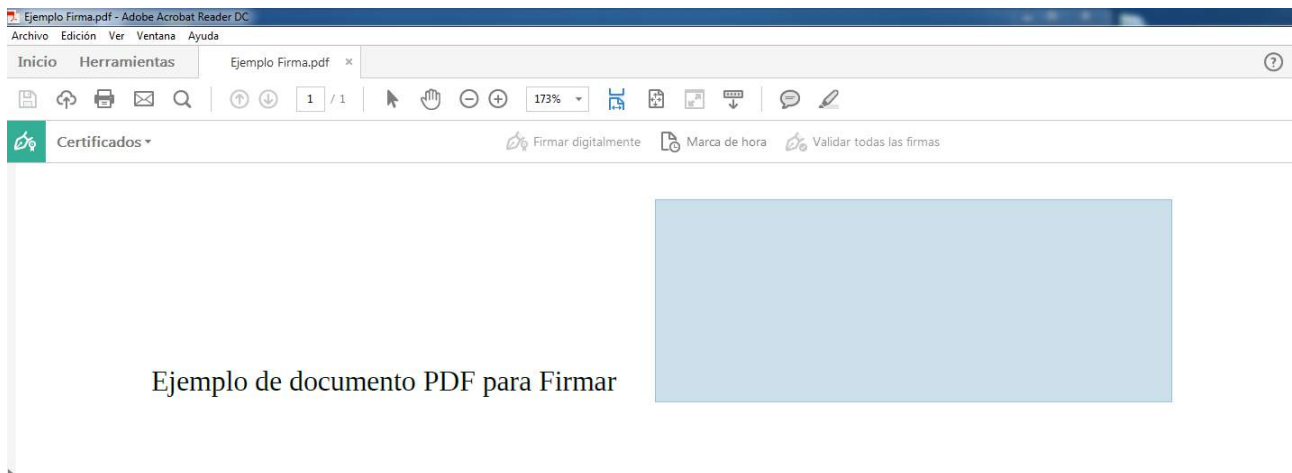 Ejemplo Firma.pdf - Adobe Acrobat Reader DC
Archivo Edición Ver Ventana Ayuda
Inicio Herramientas Ejemplo Firma.pdf × ?
1 / 1 173%
Certificados Firmar digitalmente Marca de hora Validar todas las firmas
Ejemplo de documento PDF para Firmar